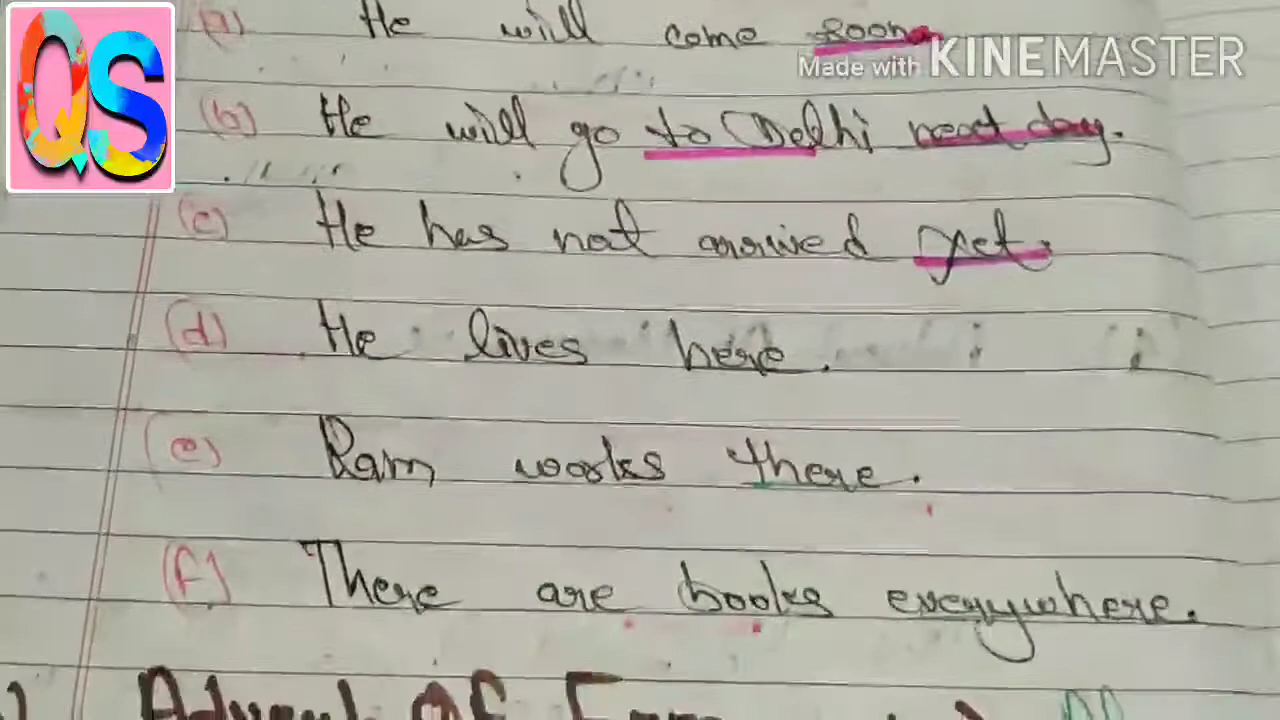 (a) He will come soon.
Made with KINEMASTER
QS
(b) He will go to Delhi next day.
(c) He has not arrived yet.
(d) He lives here.
(e) Ram works there.
(f) There are books everywhere.